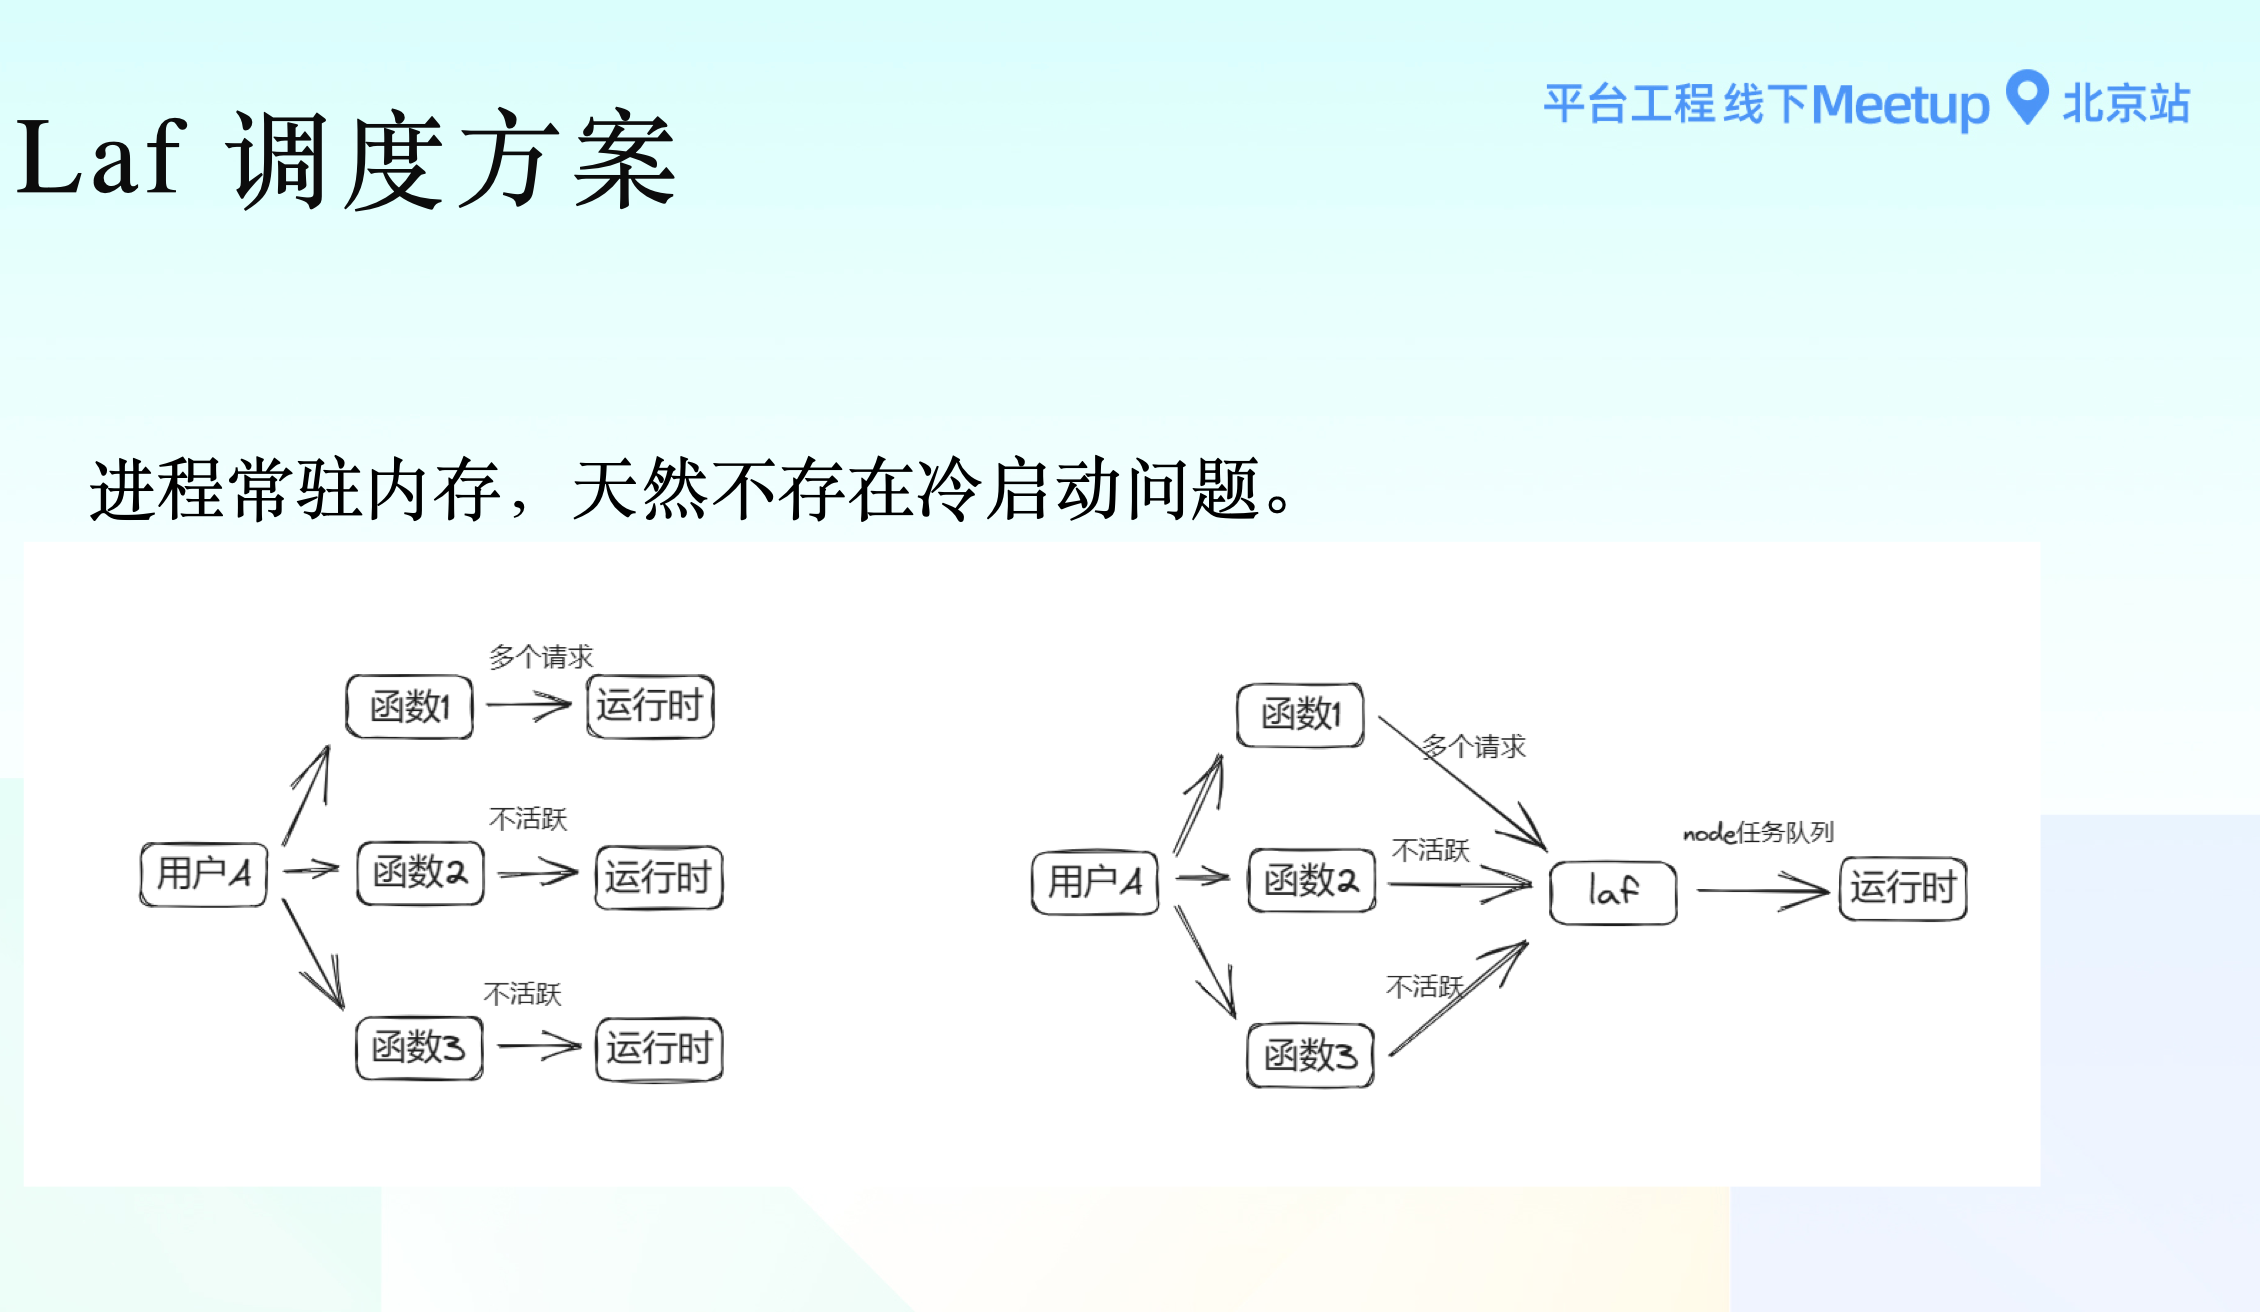 平台工程 线下Meetup 北京站
Laf 调度方案
进程常驻内存，天然不存在冷启动问题。
多个请求
函数1
运行时
不活跃
用户A
函数2
运行时
不活跃
函数3
运行时
函数1
多个请求
不活跃
node任务队列
用户A
函数2
laf
运行时
不活跃
函数3